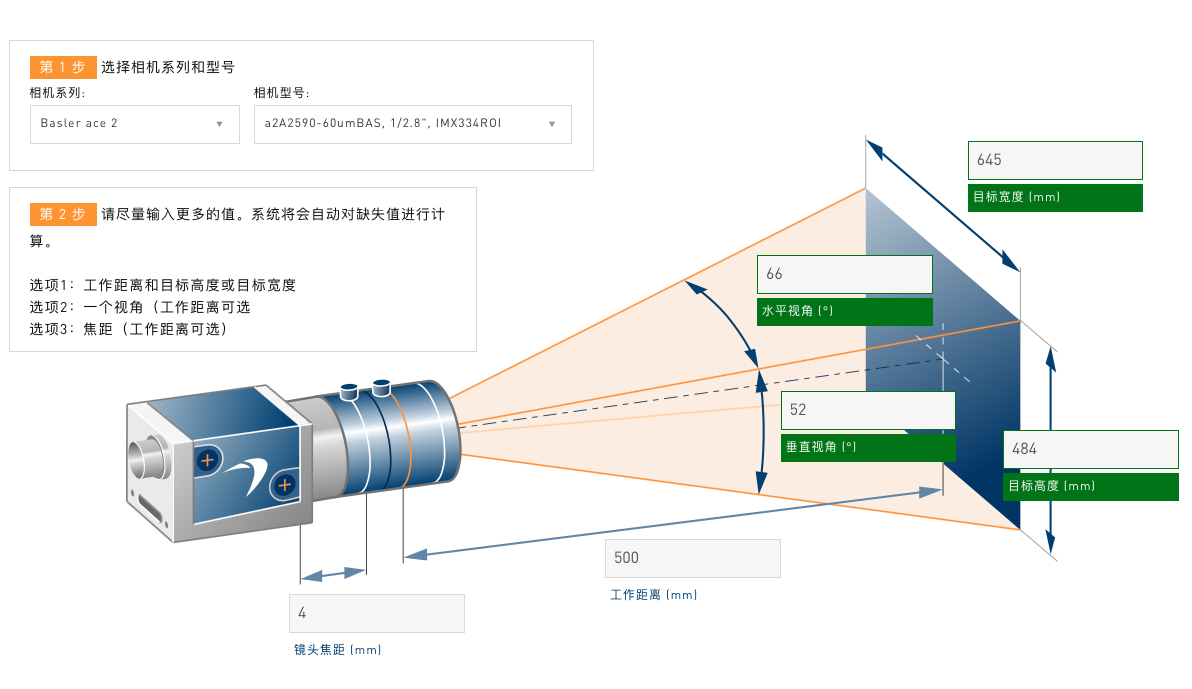 第 1 步 选择相机系列和型号
相机系列: 相机型号:
Basler ace 2 a2A2590-60umBAS, 1/2.8", IMX334ROI
第 2 步 请尽量输入更多的值。系统将会自动对缺失值进行计
算。
选项1: 工作距离和目标高度或目标宽度
选项2: 一个视角（工作距离可选
选项3: 焦距（工作距离可选）
645
目标宽度 (mm)
66
水平视角 (°)
52
垂直视角 (°)
484
目标高度 (mm)
500
工作距离 (mm)
4
镜头焦距 (mm)